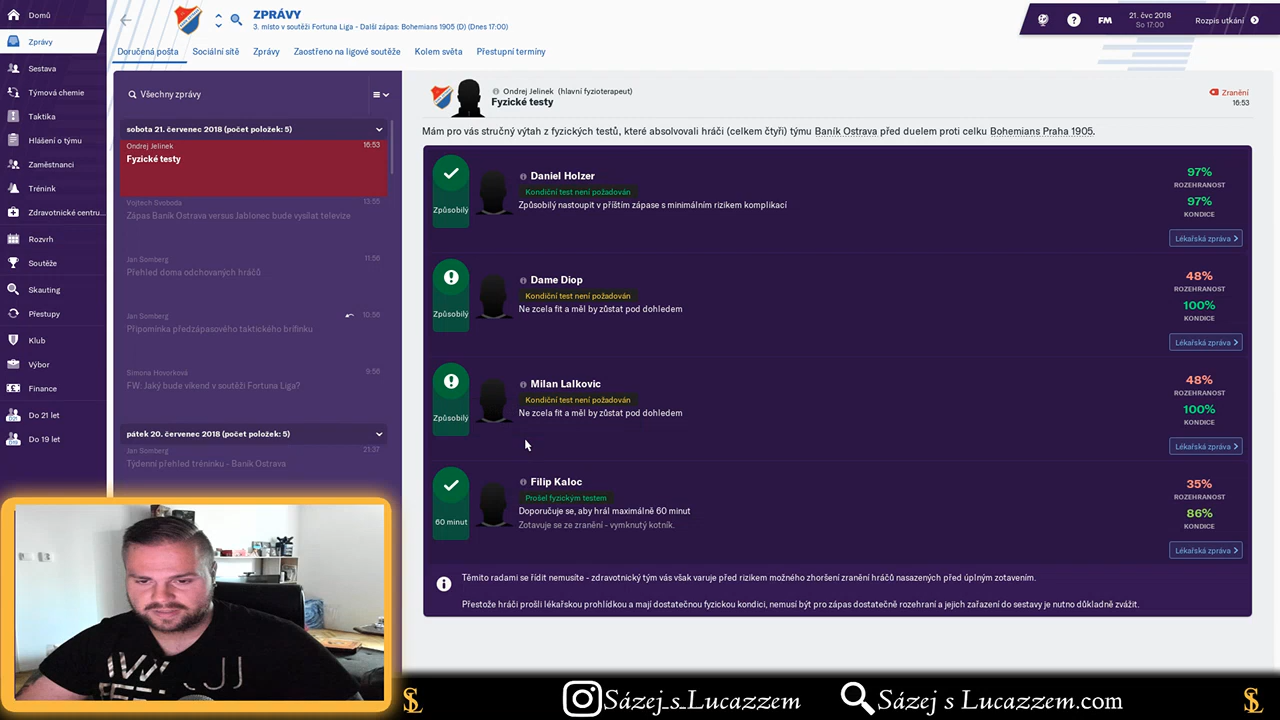 Domů
Zprávy
Sestava
Týmová chemie
Taktika
Hlášení o týmu
Zaměstnanci
Trénink
Zdravotnické centru...
Rozvrh
Soutěže
Skauting
Přestupy
Klub
Výbor
Finance
Do 21 let
Do 19 let
ZPRÁVY
3. místo v soutěži Fortuna Liga - Další zápas: Bohemians 1905 (D) (Dnes 17:00)
FM
21. čvc 2018
So 17:00
Rozpis utkání
Doručená pošta Sociální sítě Zprávy Zaostřeno na ligové soutěže Kolem světa Přestupní termíny
Všechny zprávy
sobota 21. červenec 2018 (počet položek: 5)
Ondrej Jelinek 16:53
Fyzické testy
Vojtech Svoboda 13:55
Zápas Baník Ostrava versus Jablonec bude vysílat televize
Jan Somberg 11:56
Přehled doma odchovaných hráčů
Jan Somberg 10:56
Připomínka předzápasového taktického brífinku
Simona Hovorková 9:56
FW: Jaký bude víkend v soutěži Fortuna Liga?
pátek 20. červenec 2018 (počet položek: 5)
Jan Somberg 21:37
Týdenní přehled tréninku - Baník Ostrava
Ondrej Jelinek (hlavní fyzioterapeut)
Fyzické testy
Zranění
16:53
Mám pro vás stručný výtah z fyzických testů, které absolvovali hráči (celkem čtyři) týmu Baník Ostrava před duelem proti celku Bohemians Praha 1905.
Způsobilý
Daniel Holzer
Kondiční test není požadován
Způsobilý nastoupit v příštím zápase s minimálním rizikem komplikací
97%
ROZEHRANOST
97%
KONDICE
Lékařská zpráva
Způsobilý
Dame Diop
Kondiční test není požadován
Ne zcela fit a měl by zůstat pod dohledem
48%
ROZEHRANOST
100%
KONDICE
Lékařská zpráva
Způsobilý
Milan Lalkovic
Kondiční test není požadován
Ne zcela fit a měl by zůstat pod dohledem
48%
ROZEHRANOST
100%
KONDICE
Lékařská zpráva
60 minut
Filip Kaloc
Prošel fyzickým testem
Doporučuje se, aby hrál maximálně 60 minut
Zotavuje se ze zranění - vymknutý kotník.
35%
ROZEHRANOST
86%
KONDICE
Lékařská zpráva
Těmito radami se řídit nemusíte - zdravotnický tým vás však varuje před rizikem možného zhoršení zranění hráčů nasazených před úplným zotavením.
Přestože hráči prošli lékařskou prohlídkou a mají dostatečnou fyzickou kondici, nemusí být pro zápas dostatečně rozehraní a jejich zařazení do sestavy je nutno důkladně zvážit.
Sázej_s_Lucazzem
Sázej s Lucazzem.com